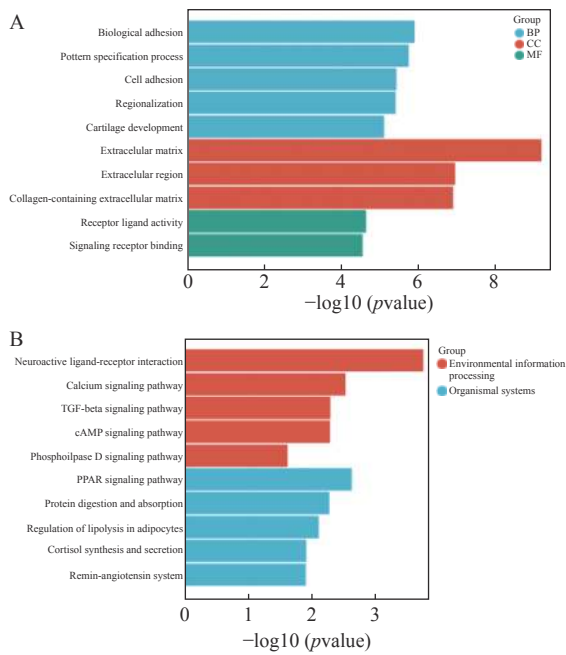 A
Group
BP
CC
MF
Biological adhesion
Pottern specification process
Cell adhesion
Regionalization
Cartilage development
Extracelular matrix
Extracelular region
Collagen-containing extracellular matrix
Receptor ligand activity
Signaling receptor binding
0 2 4 6 8
−log10 (pvalue)
B
Group
Environmental information
processing
Organismal systems
Neuroactive ligand-receptor interaction
Calcium signaling pathway
TGF-beta signaling pathway
cAMP signaling pathway
Phosphoilpase D signaling pathway
PPAR signaling pathway
Protein digestion and absorption
Regulation of lipolysis in adipocytes
Cortisol synthesis and secretion
Remin-angiotensin system
0 1 2 3
−log10 (pvalue)